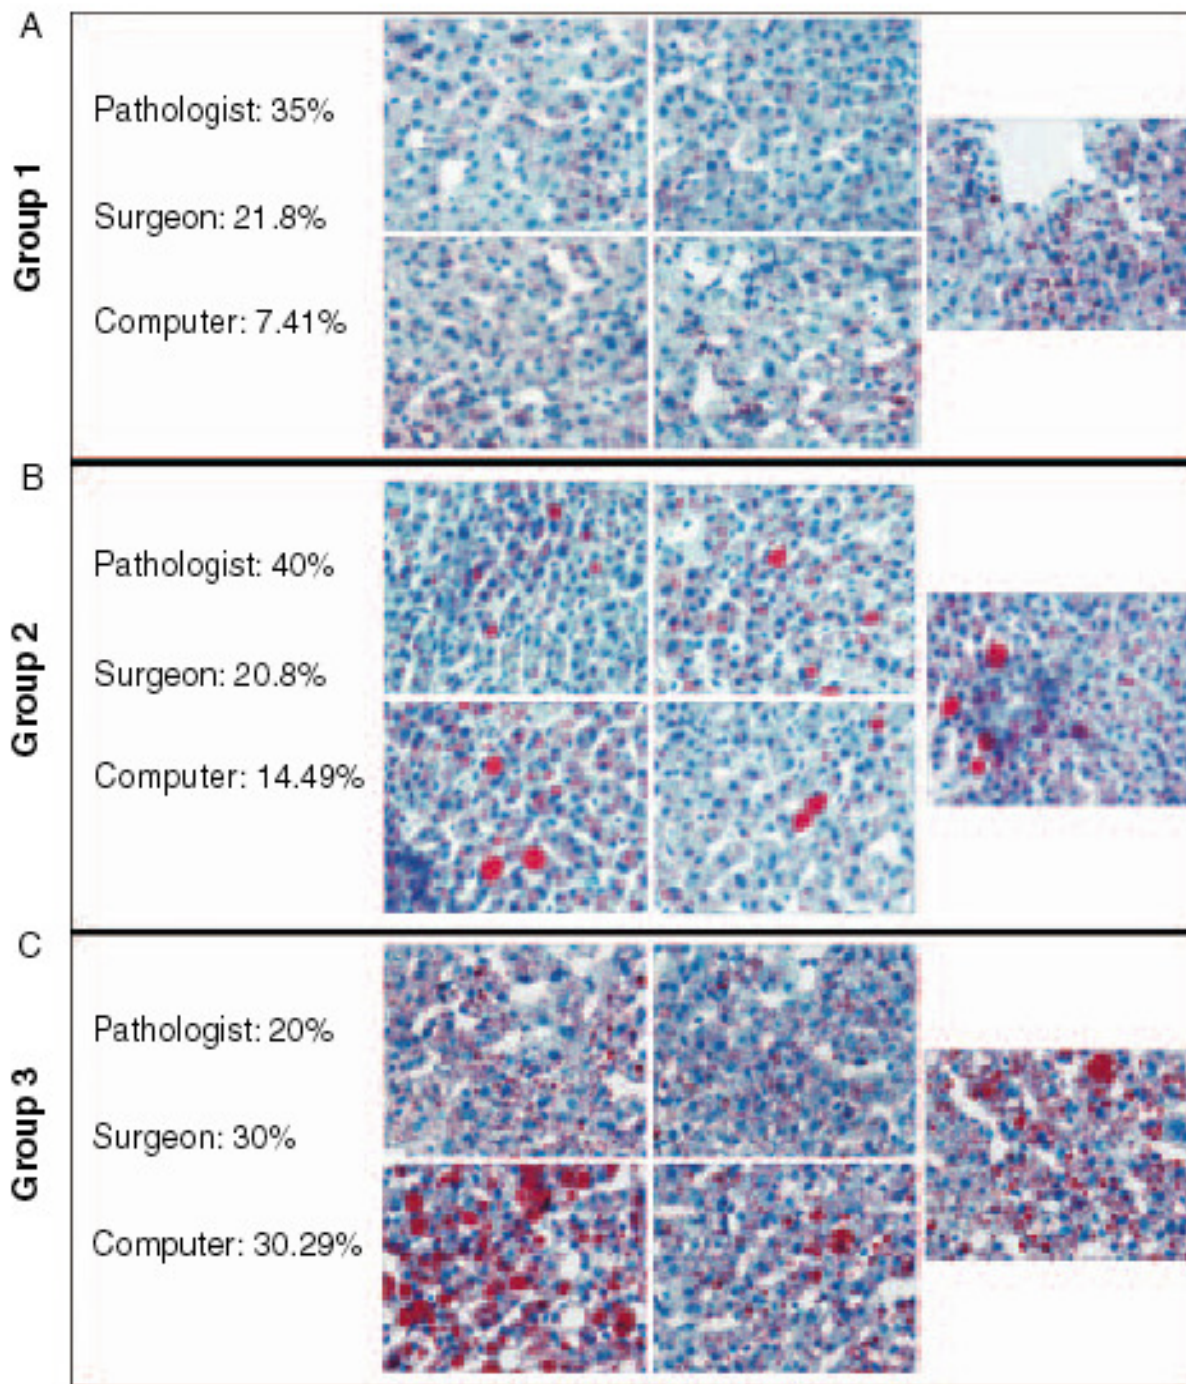 A
Group 1
Pathologist: 35%
Surgeon: 21.8%
Computer: 7.41%
B
Group 2
Pathologist: 40%
Surgeon: 20.8%
Computer: 14.49%
C
Group 3
Pathologist: 20%
Surgeon: 30%
Computer: 30.29%